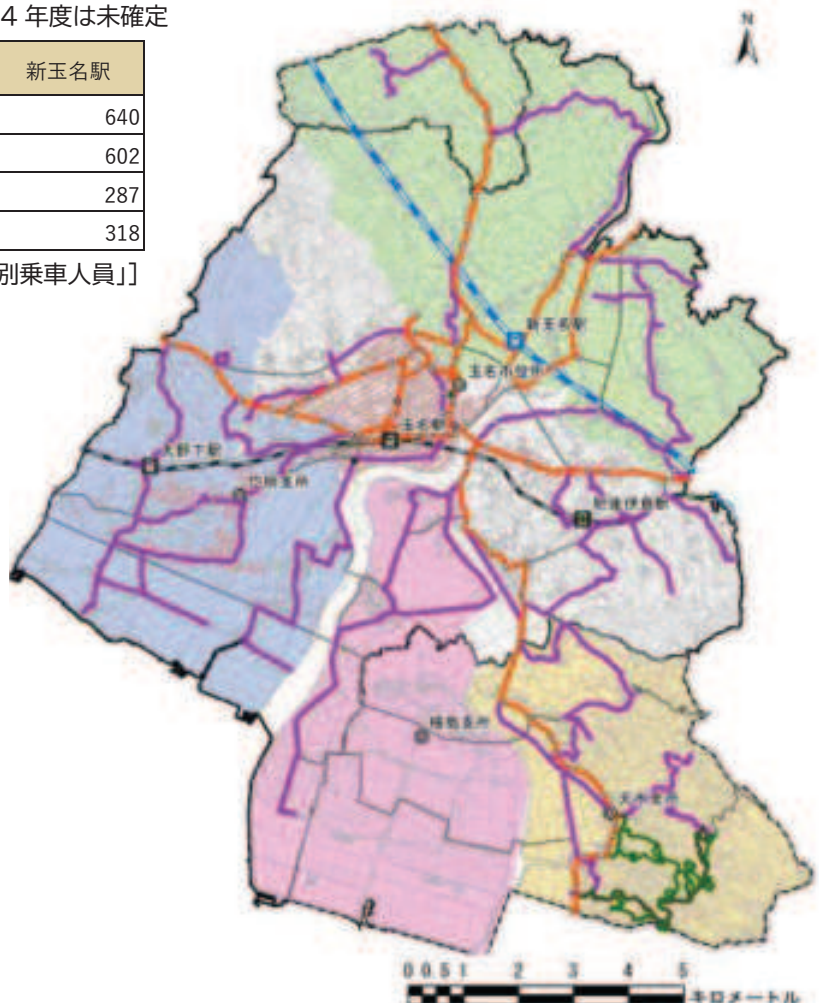 4 年度は未確定
新玉名駅
640
602
287
318
別乗車人員」]
N
新玉名駅
玉名市役所
玉名駅
大野下駅
岱明支所
肥後伊倉駅
横島支所
天水支所
0 0.5 1 2 3 4 5
キロメートル